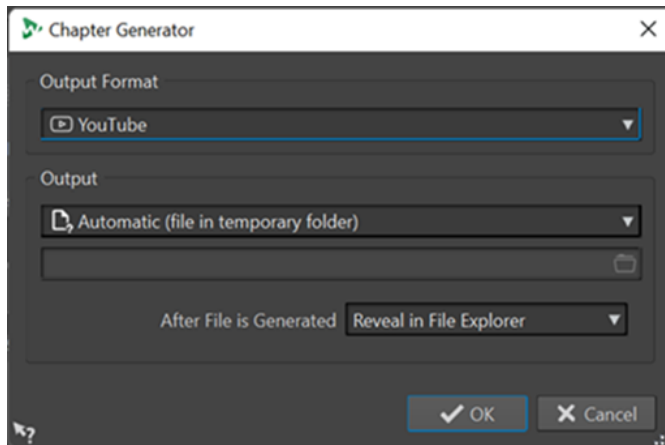 Chapter Generator
Output Format
YouTube
Output
Automatic (file in temporary folder)
After File is Generated Reveal in File Explorer
OK Cancel